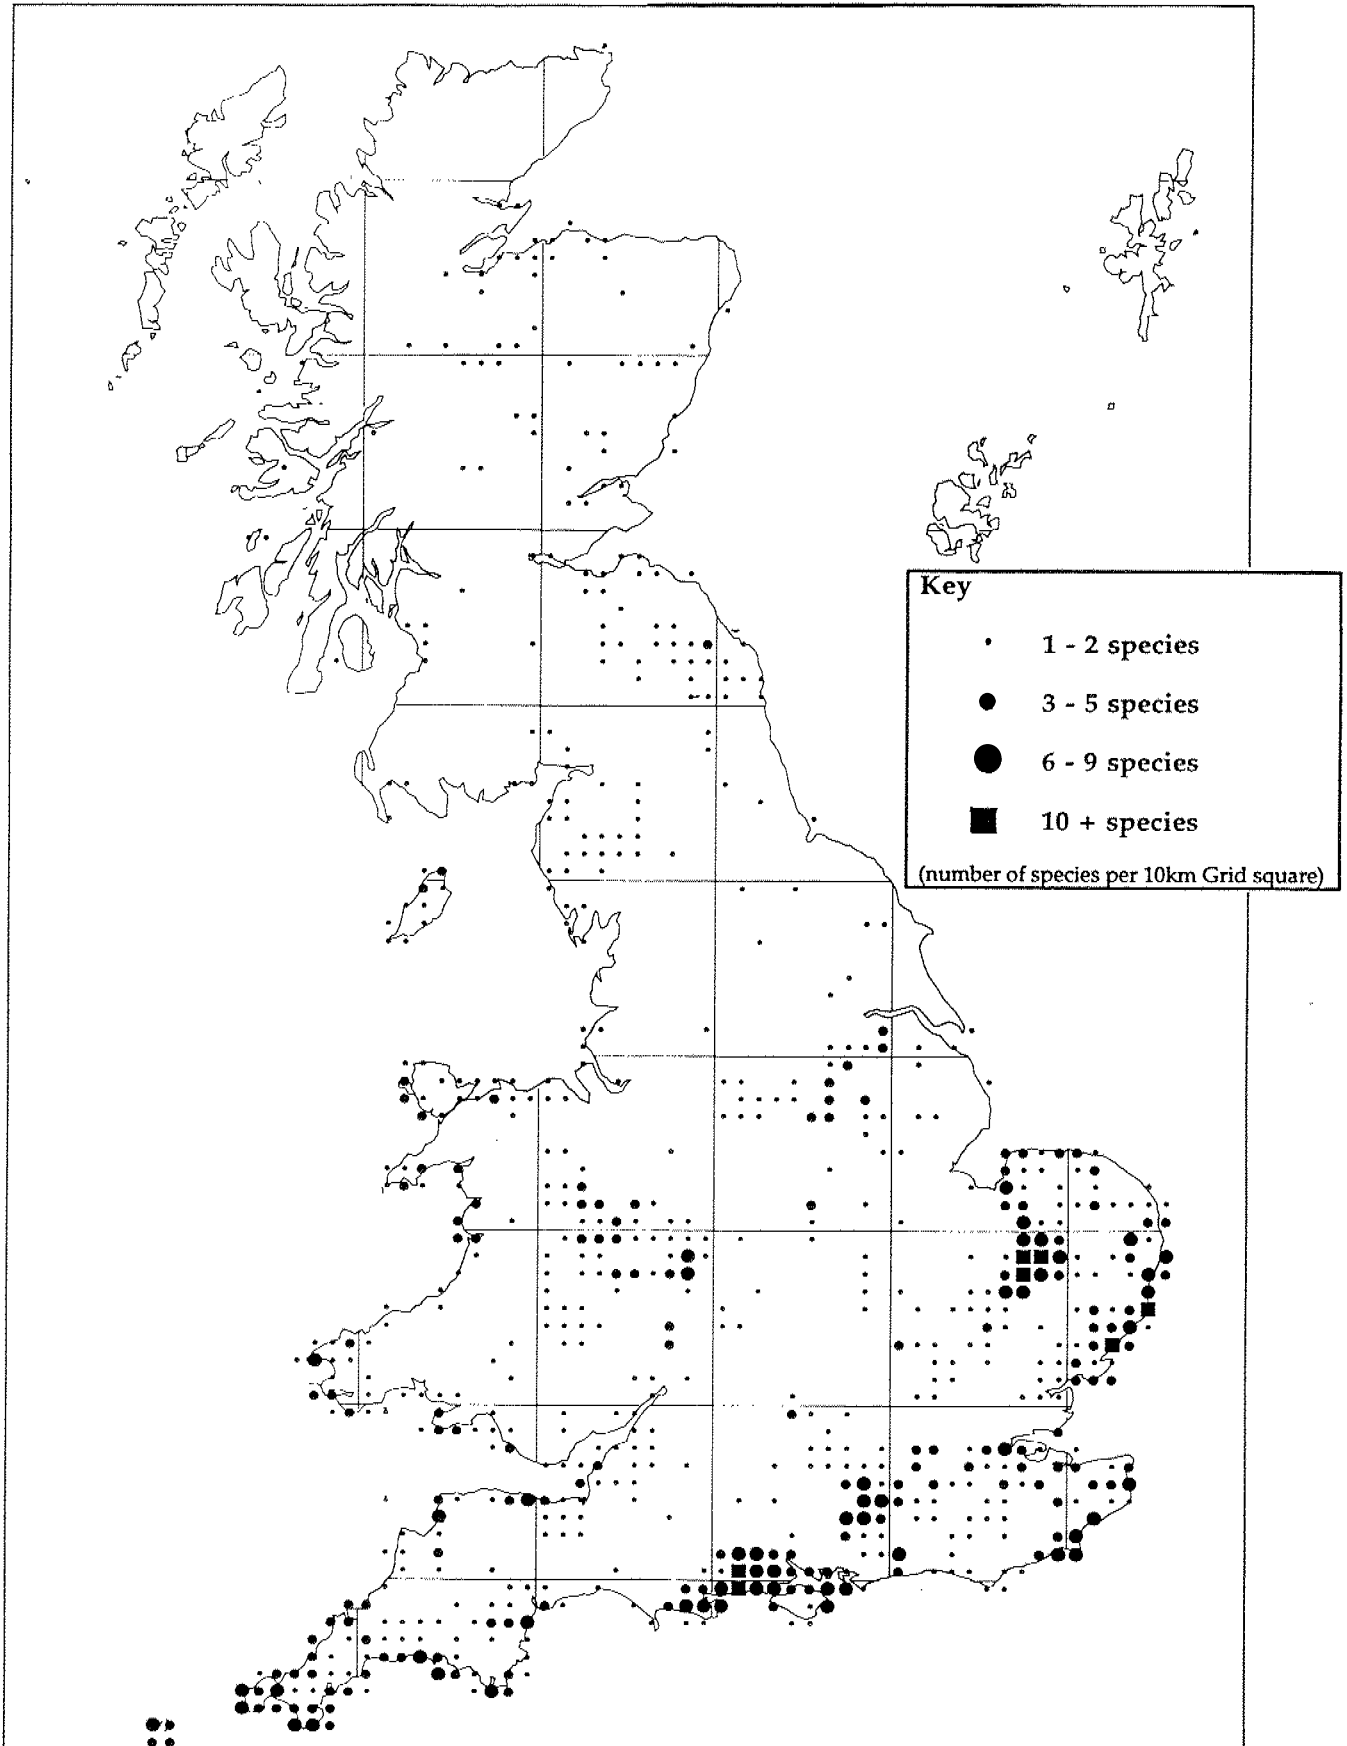 Key
1 - 2 species
3 - 5 species
6 - 9 species
10 + species
(number of species per 10km Grid square)